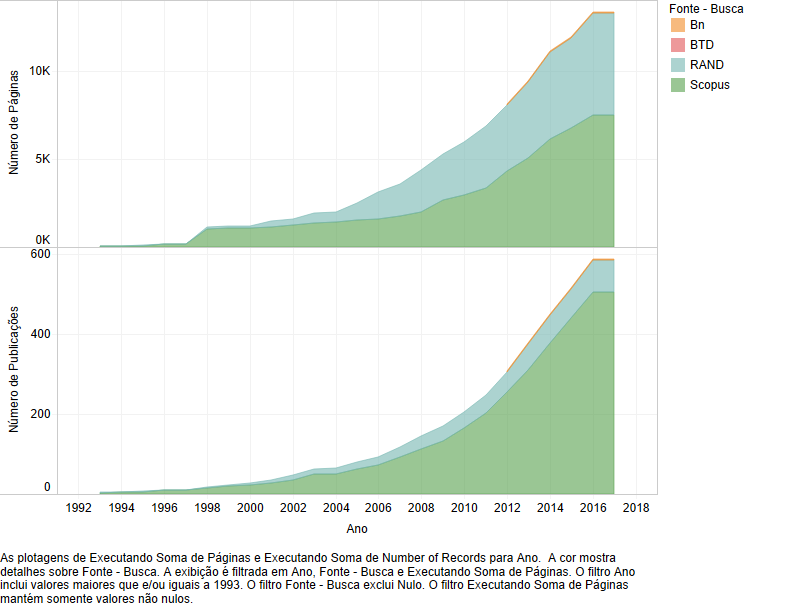 Fonte - Busca
Bn
BTD
RAND
Scopus
Número de Páginas
10K
5K
0K
Número de Publicações
600
400
200
0
1992 1994 1996 1998 2000 2002 2004 2006 2008 2010 2012 2014 2016 2018
Ano
As plotagens de Executando Soma de Páginas e Executando Soma de Number of Records para Ano.  A cor mostra
detalhes sobre Fonte - Busca. A exibição é filtrada em Ano, Fonte - Busca e Executando Soma de Páginas. O filtro Ano
inclui valores maiores que e/ou iguais a 1993. O filtro Fonte - Busca exclui Nulo. O filtro Executando Soma de Páginas
mantém somente valores não nulos.